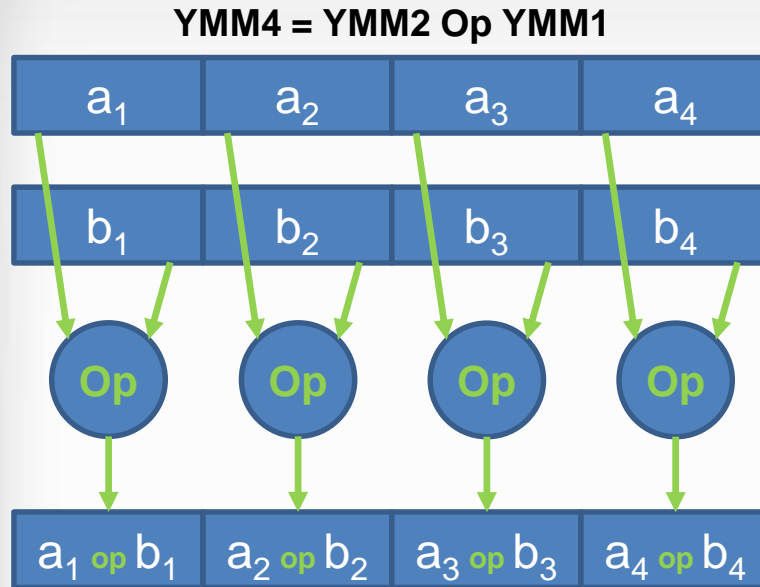 YMM4 = YMM2 Op YMM1
a₁ a₂ a₃ a₄
b₁ b₂ b₃ b₄
Op Op Op Op
a₁ op b₁ a₂ op b₂ a₃ op b₃ a₄ op b₄